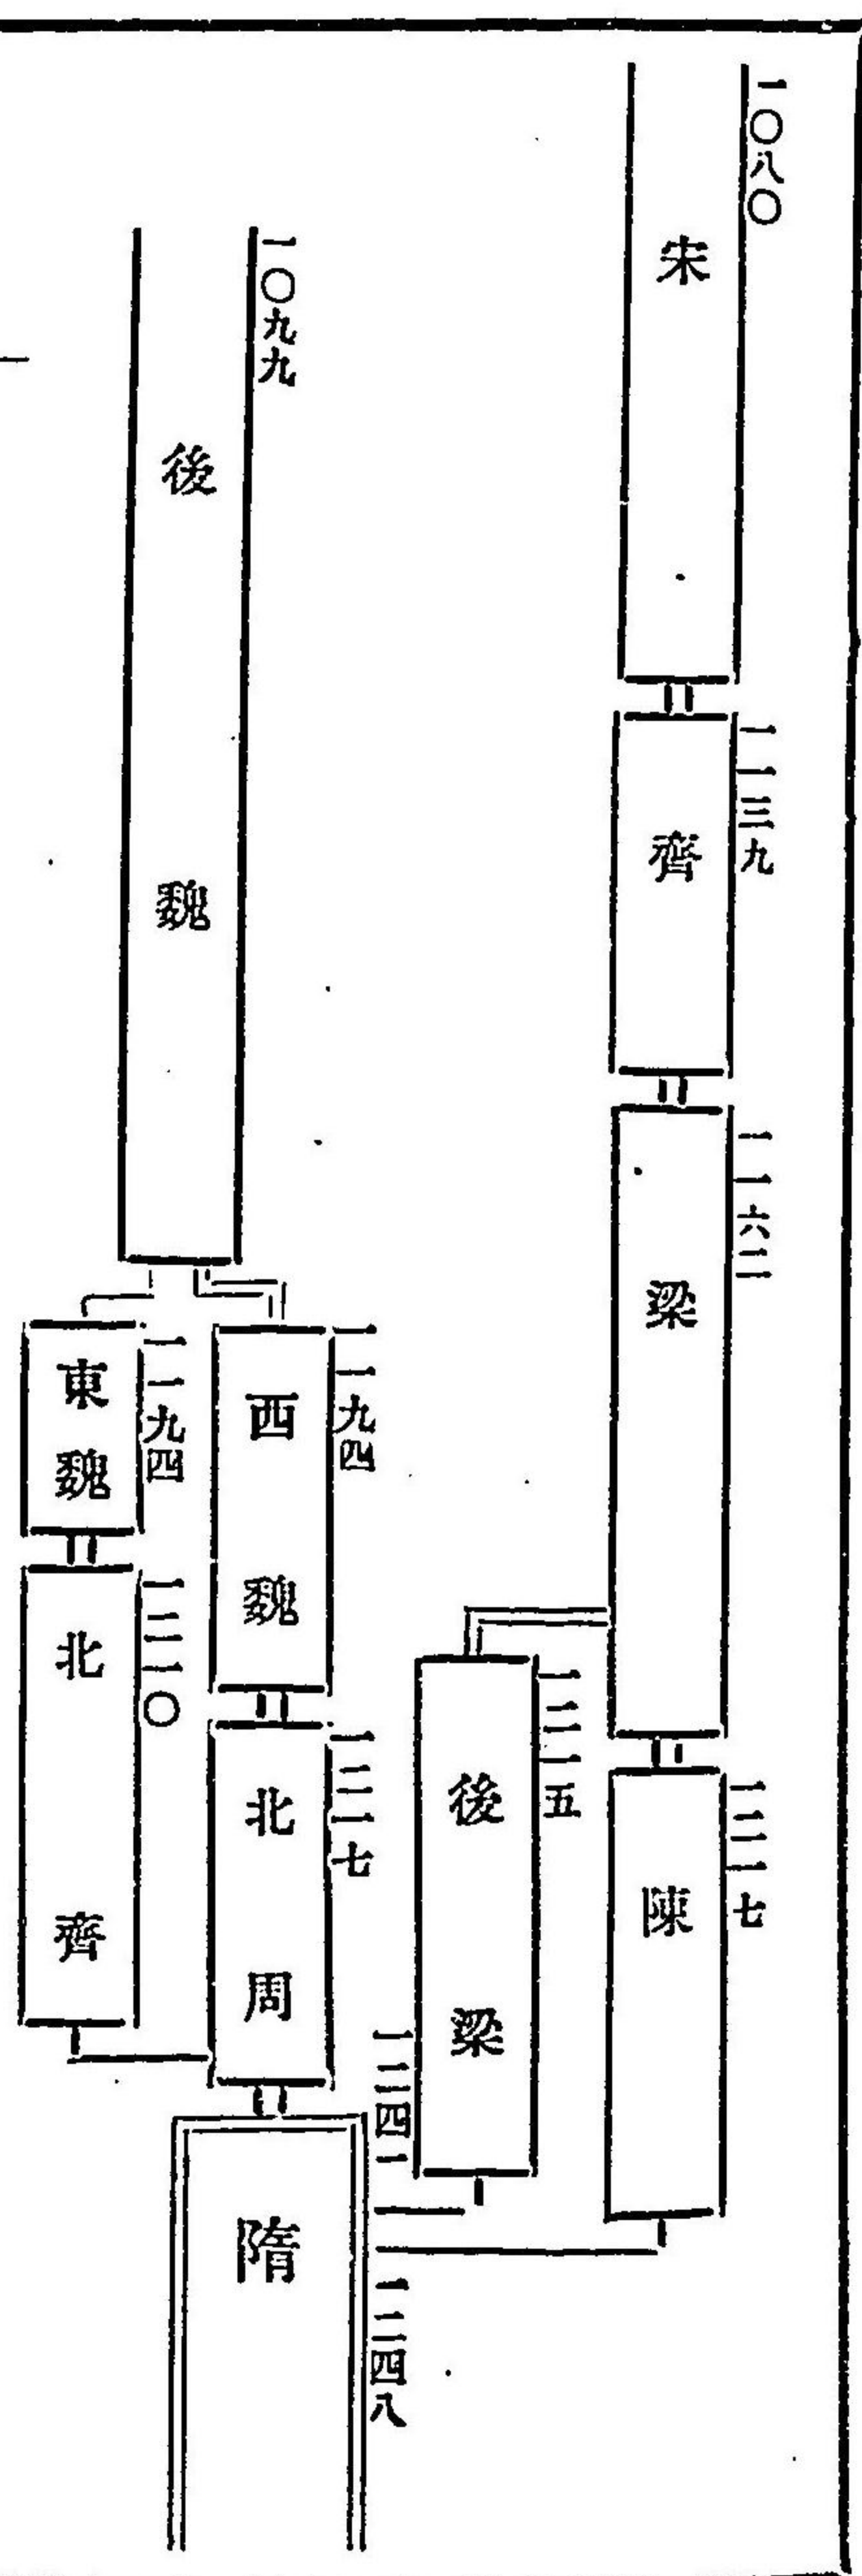 一〇八〇
宋
一一三九
齊
一一六二
梁
一二一七
陳
一二一五
後梁
一〇九九
後魏
一一九四
西魏
一二一七
北周
一一九四
東魏
一二一〇
北齊
一二四一
隋
一二四八